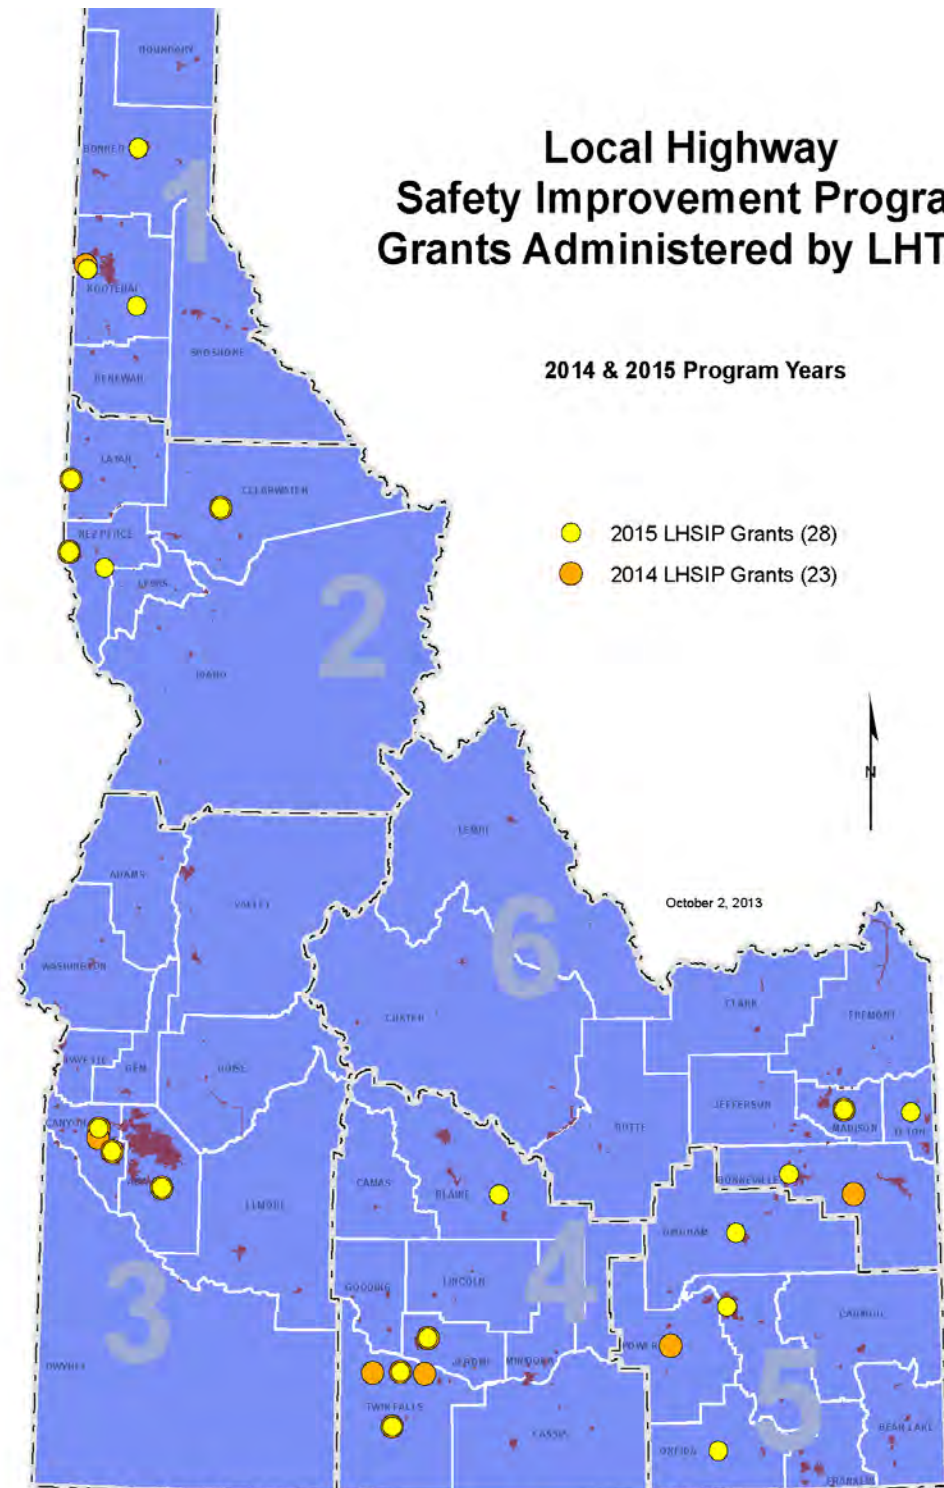 Local Highway
Safety Improvement Progra
Grants Administered by LHT
2014 & 2015 Program Years
2015 LHSIP Grants (28)
2014 LHSIP Grants (23)
N
October 2, 2013
BOUNDARY
BONNER
1
KOOTENAI
SHOSHONE
BENEWAH
LATAH
CLEARWATER
NEZ PERCE
LEWIS
2
IDAHO
LEMHI
ADAMS
VALLEY
6
WASHINGTON
CUSTER
CLARK
FREMONT
PAYETTE
GEM
BOISE
JEFFERSON
MADISON
TETON
BUTTE
CANYON
ADA
CAMAS
BLAINE
BONNEVILLE
ELMORE
BINGHAM
4
GOODING
LINCOLN
CARIBOU
3
JEROME
MINIDOKA
POWER
OWYHEE
5
TWIN FALLS
CASSIA
ONEIDA
BEAR LAKE
FRANKLIN